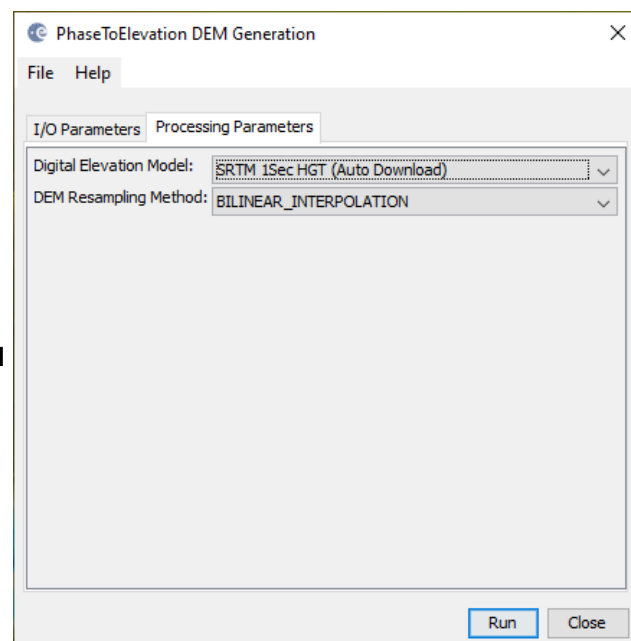 PhaseToElevation DEM Generation
File Help
I/O Parameters Processing Parameters
Digital Elevation Model: SRTM 1Sec HGT (Auto Download)
DEM Resampling Method: BILINEAR_INTERPOLATION
Run Close